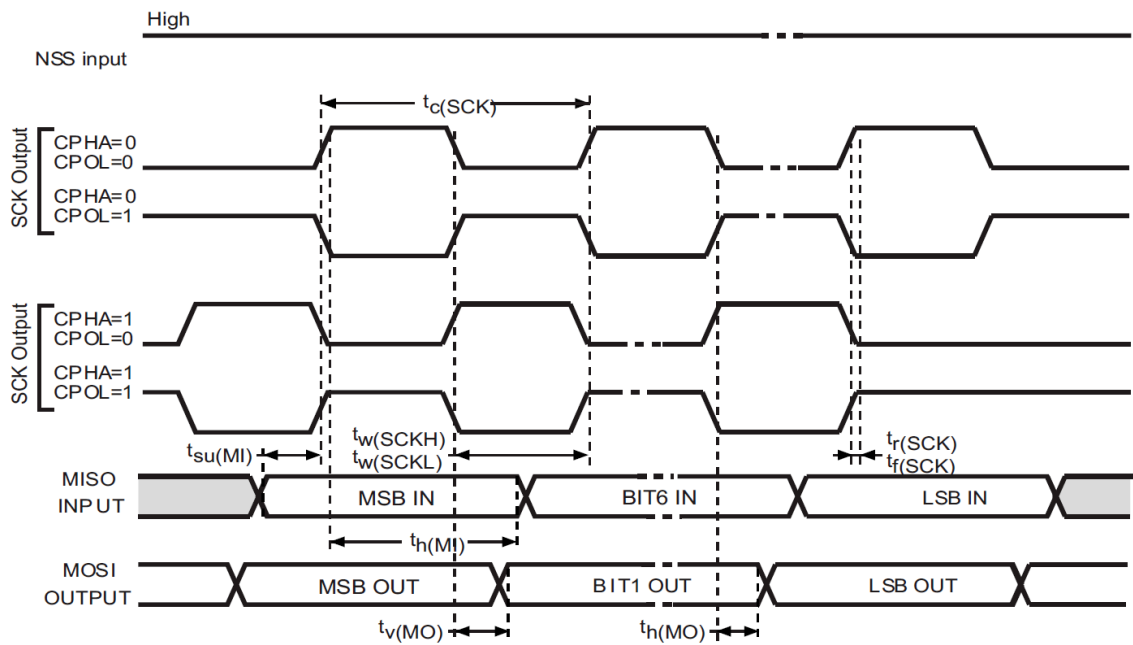 High
NSS input
tc(SCK)
SCK Output
CPHA=0
CPOL=0
CPHA=0
CPOL=1
SCK Output
CPHA=1
CPOL=0
CPHA=1
CPOL=1
tsu(MI)
tw(SCKH)
tw(SCKL)
tr(SCK)
tf(SCK)
MISO
INPUT
MSB IN
BIT6 IN
LSB IN
th(MI)
MOSI
OUTPUT
MSB OUT
BIT1 OUT
LSB OUT
tv(MO)
th(MO)